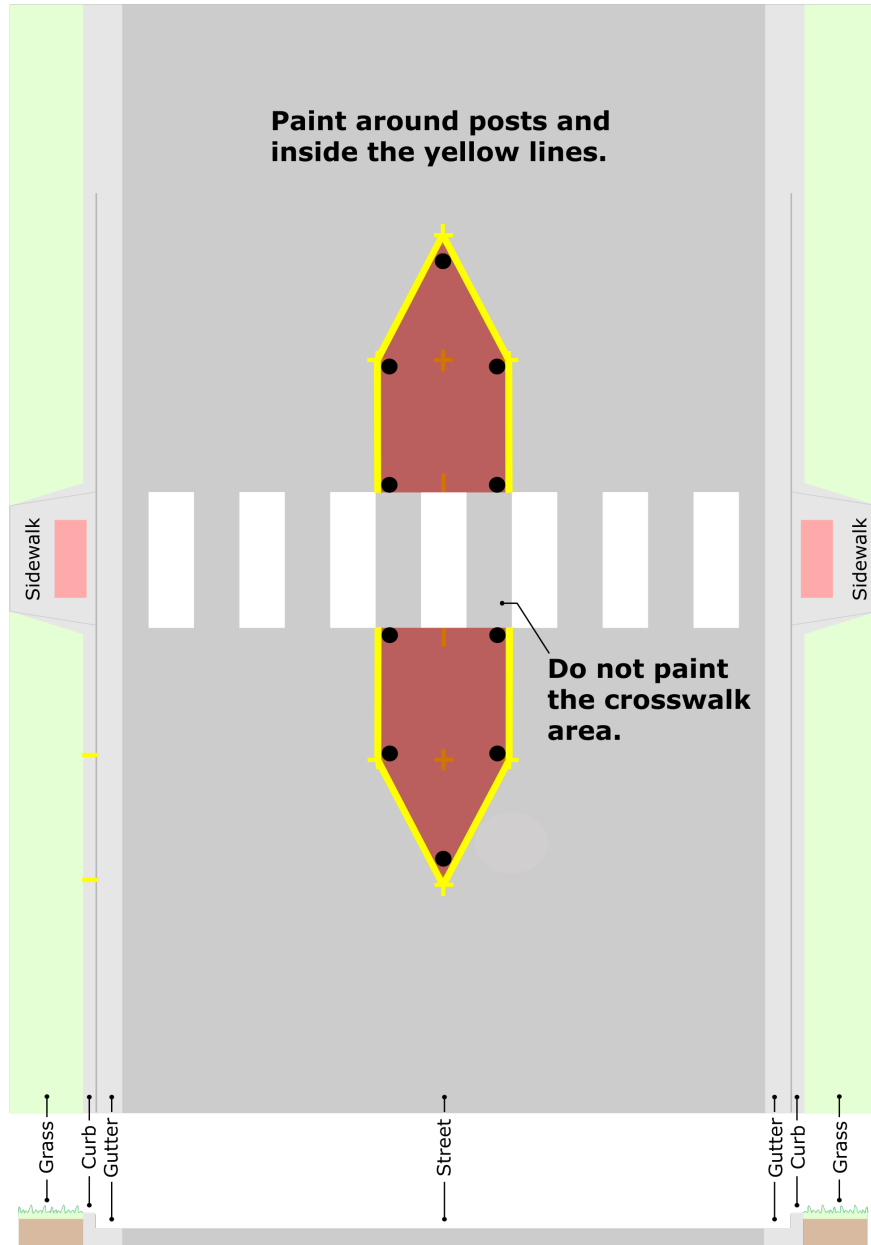 Paint around posts and
inside the yellow lines.
Sidewalk
Sidewalk
Do not paint
the crosswalk
area.
Grass
Curb
Gutter
Street
Gutter
Curb
Grass